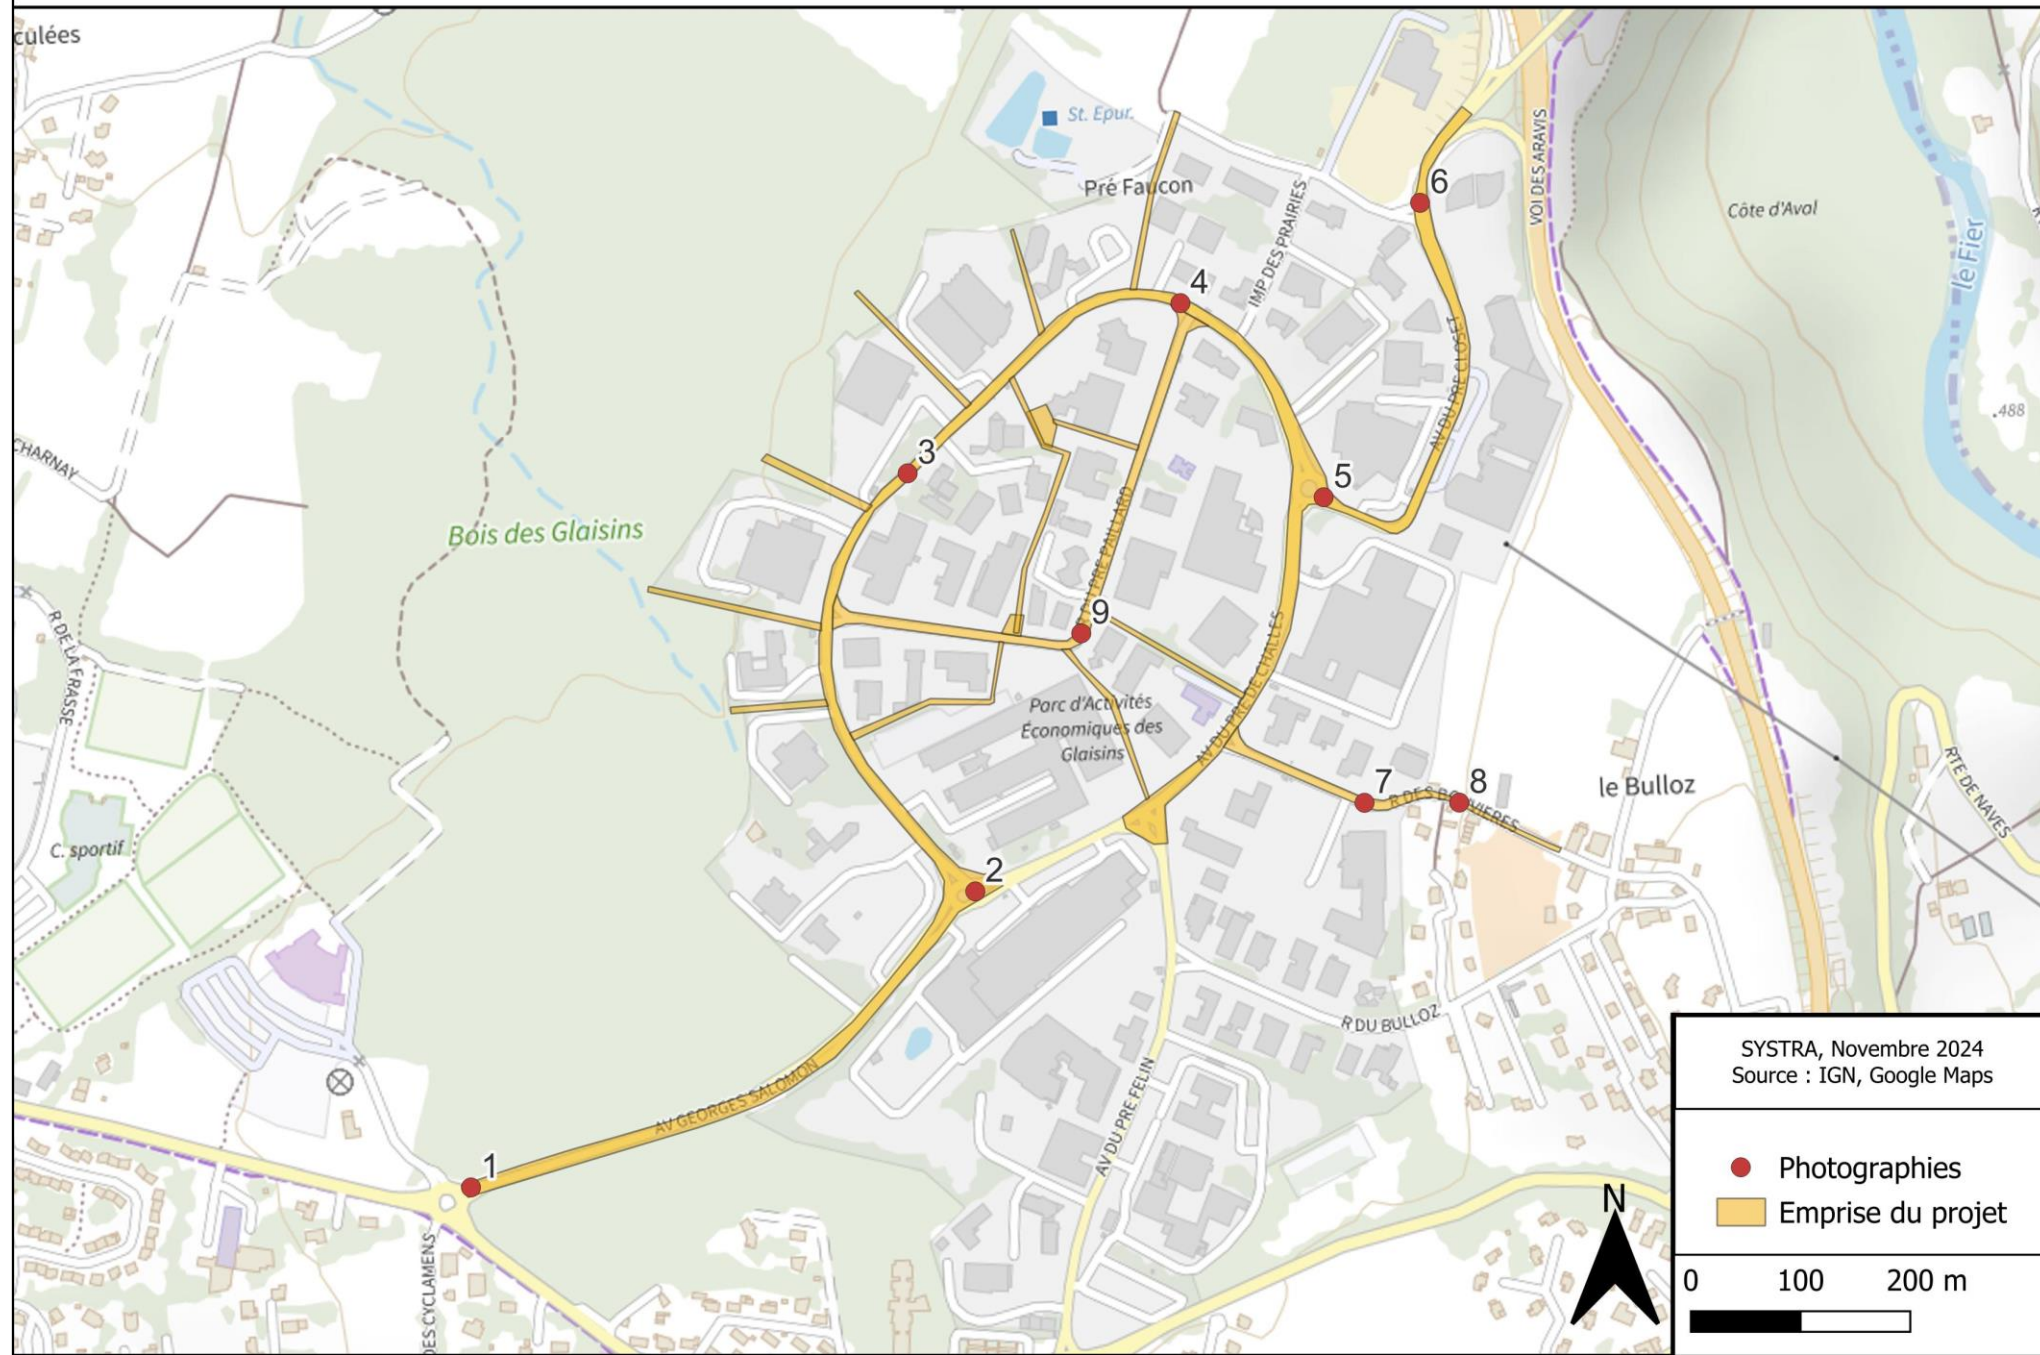 culées
St. Epur.
Pré Faucon
IMP DES PRAIRIES
VOI DES ARAVIS
Côte d'Aval
le Fier
6
4
AV DU PRE CLOSET
.488
CHARNAY
3
5
Bois des Glaisins
R DU PRE PAILLARD
9
R DE LA FRASSE
AV DU PRE DE CHALLES
Parc d'Activités
Économiques des
Glaisins
7
R DES BOUVIERES
8
le Bulloz
RTE DE NAVES
C. sportif
2
R DU BULLOZ
AV GEORGES SALOMON
AV DU PRE FELIN
1
DES CYCLAMENS
N
SYSTRA, Novembre 2024
Source : IGN, Google Maps
Photographies
Emprise du projet
0 100 200 m